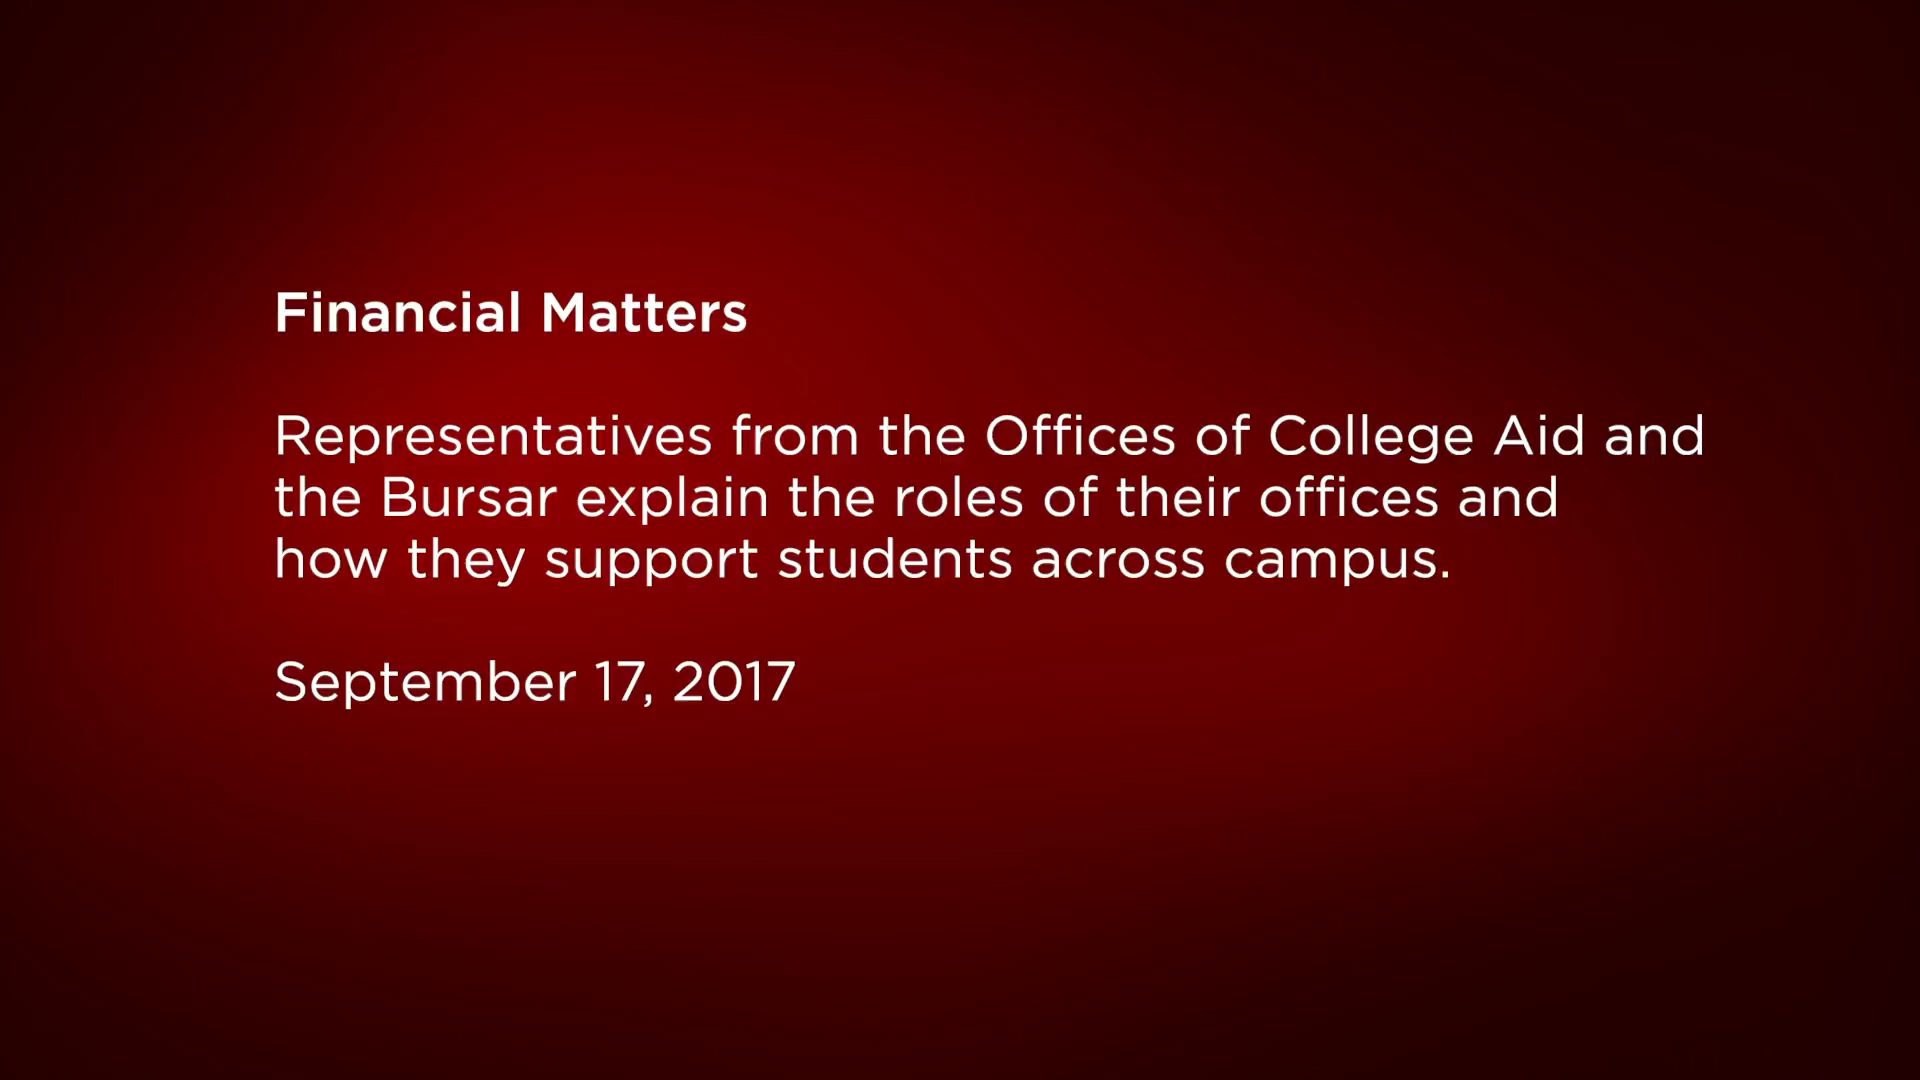 Financial Matters
Representatives from the Offices of College Aid and
the Bursar explain the roles of their offices and
how they support students across campus.
September 17, 2017